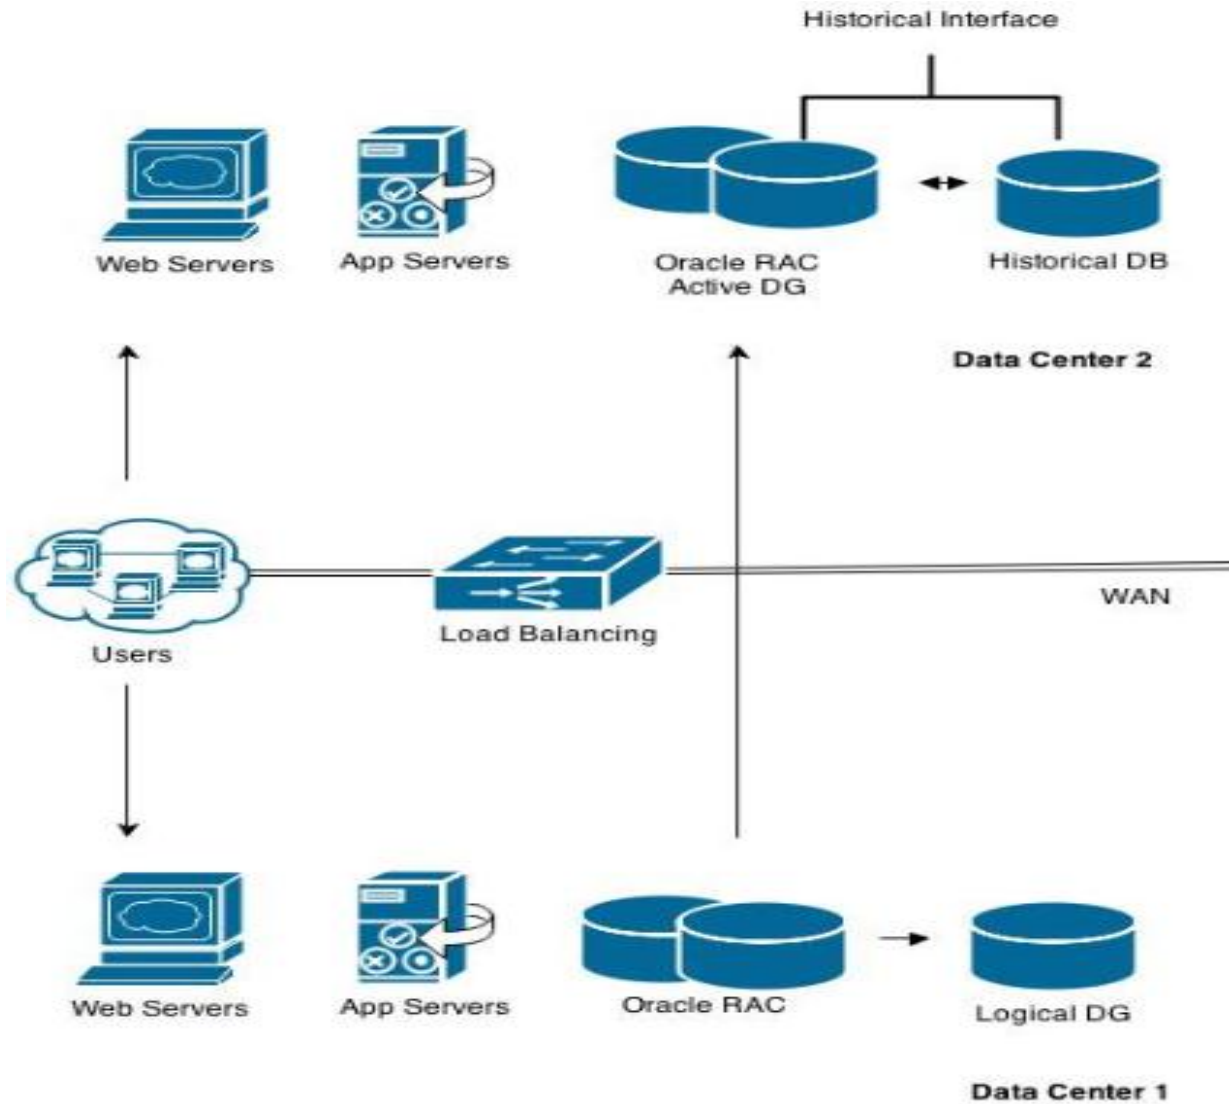 Historical Interface
Web Servers
App Servers
Oracle RAC
Active DG
Historical DB
Data Center 2
Users
Load Balancing
WAN
Web Servers
App Servers
Oracle RAC
Logical DG
Data Center 1